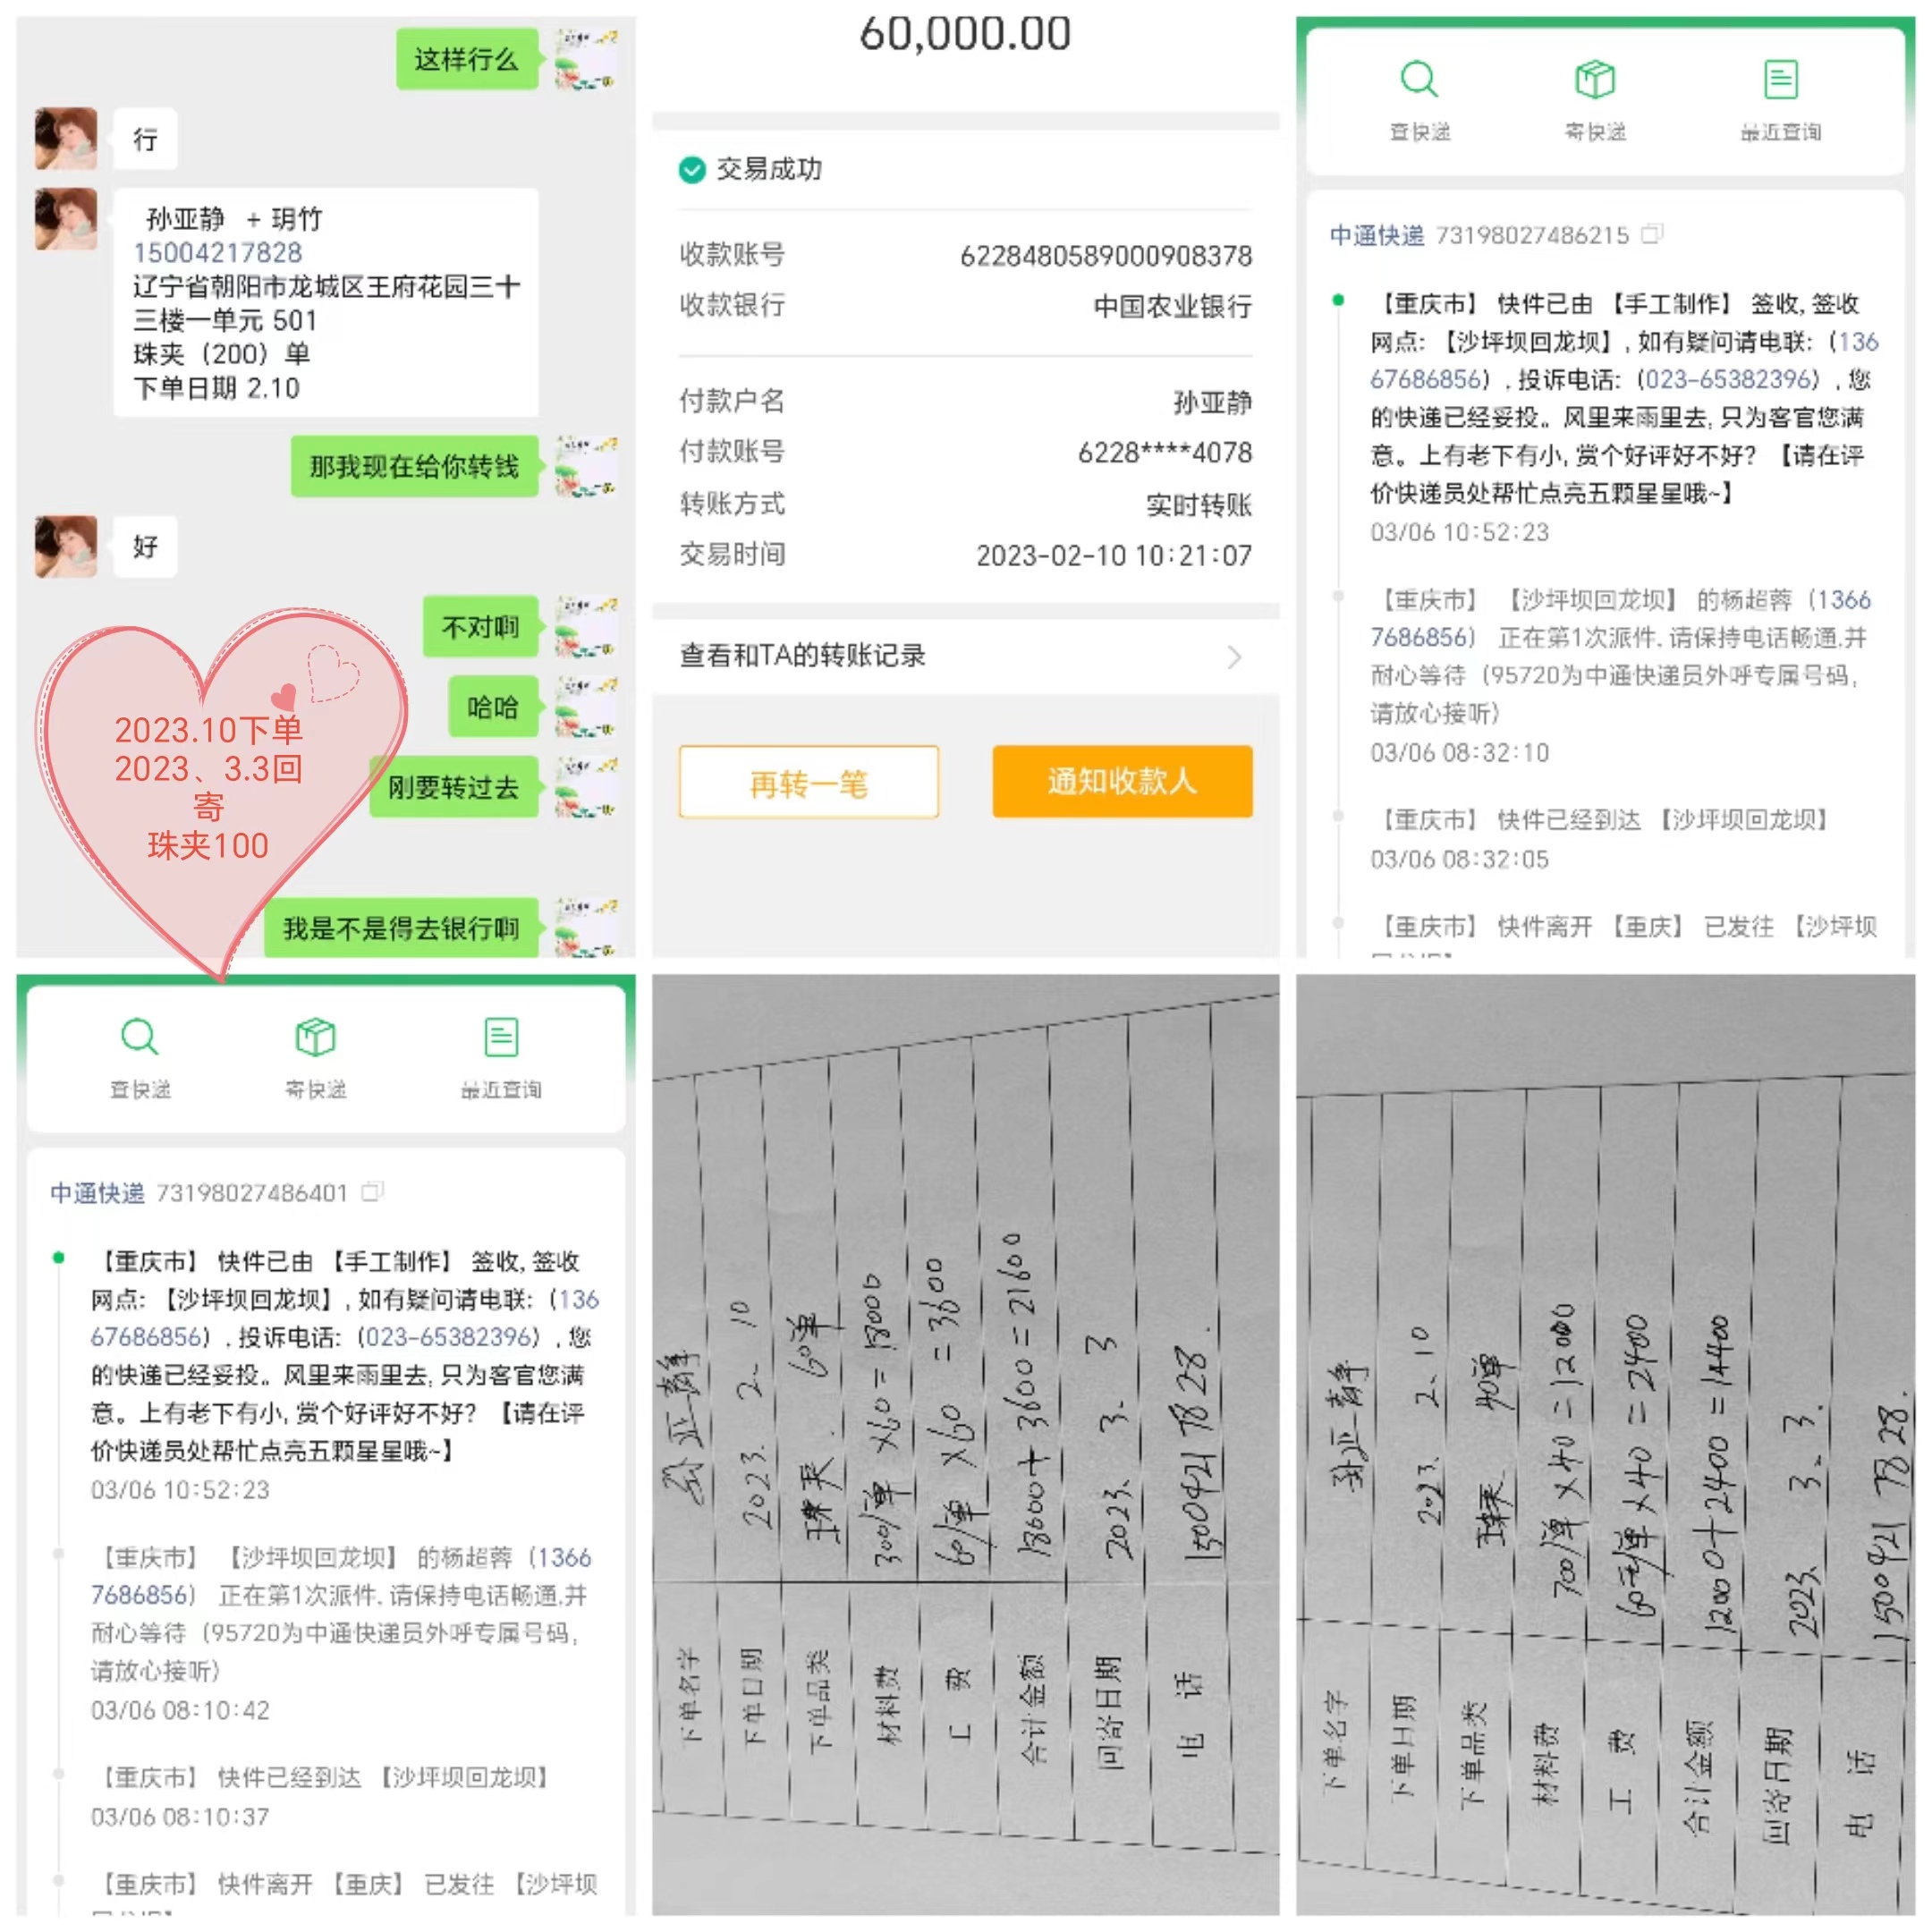 这样行么
行
孙亚静 + 玥竹
15004217828
辽宁省朝阳市龙城区王府花园三十
三楼一单元 501
珠夹（200）单
下单日期 2.10
那我现在给你转钱
好
不对啊
哈哈
刚要转过去
我是不是得去银行啊
2023.10下单
2023、3.3回
寄
珠夹100
60,000.00
交易成功
收款账号 6228480589000908378
收款银行 中国农业银行
付款户名 孙亚静
付款账号 6228****4078
转账方式 实时转账
交易时间 2023-02-10 10:21:07
查看和TA的转账记录
再转一笔 通知收款人
查快递 寄快递 最近查询
中通快递 73198027486215
【重庆市】 快件已由 【手工制作】 签收, 签收
网点: 【沙坪坝回龙坝】, 如有疑问请电联:（136
67686856）, 投诉电话:（023-65382396）, 您
的快递已经妥投。风里来雨里去, 只为客官您满
意。上有老下有小, 赏个好评好不好? 【请在评
价快递员处帮忙点亮五颗星星哦~】
03/06 10:52:23
【重庆市】 【沙坪坝回龙坝】 的杨超蓉（1366
7686856） 正在第1次派件, 请保持电话畅通,并
耐心等待（95720为中通快递员外呼专属号码，
请放心接听）
03/06 08:32:10
【重庆市】 快件已经到达 【沙坪坝回龙坝】
03/06 08:32:05
【重庆市】 快件离开 【重庆】 已发往 【沙坪坝
查快递 寄快递 最近查询
中通快递 73198027486401
【重庆市】 快件已由 【手工制作】 签收, 签收
网点: 【沙坪坝回龙坝】, 如有疑问请电联:（136
67686856）, 投诉电话:（023-65382396）, 您
的快递已经妥投。风里来雨里去, 只为客官您满
意。上有老下有小, 赏个好评好不好? 【请在评
价快递员处帮忙点亮五颗星星哦~】
03/06 10:52:23
【重庆市】 【沙坪坝回龙坝】 的杨超蓉（1366
7686856） 正在第1次派件, 请保持电话畅通,并
耐心等待（95720为中通快递员外呼专属号码，
请放心接听）
03/06 08:10:42
【重庆市】 快件已经到达 【沙坪坝回龙坝】
03/06 08:10:37
【重庆市】 快件离开 【重庆】 已发往 【沙坪坝
下单名字 孙亚静
下单日期 2023. 2. 10
下单品类 珠夹. 60单
材料费 300/单 ×60 = 18000
工费 60/单 ×60 = 3600
合计金额 18000+3600=21600
回寄日期 2023. 3. 3
电话 15004217828.
下单名字 孙亚静
下单日期 2023. 2. 10
下单品类 珠夹. 40单
材料费 /单×40=12000
工费 /单×40=2400
合计金额 12000+2400=14400
回寄日期 2023. 3. 3.
电话 15004217828.